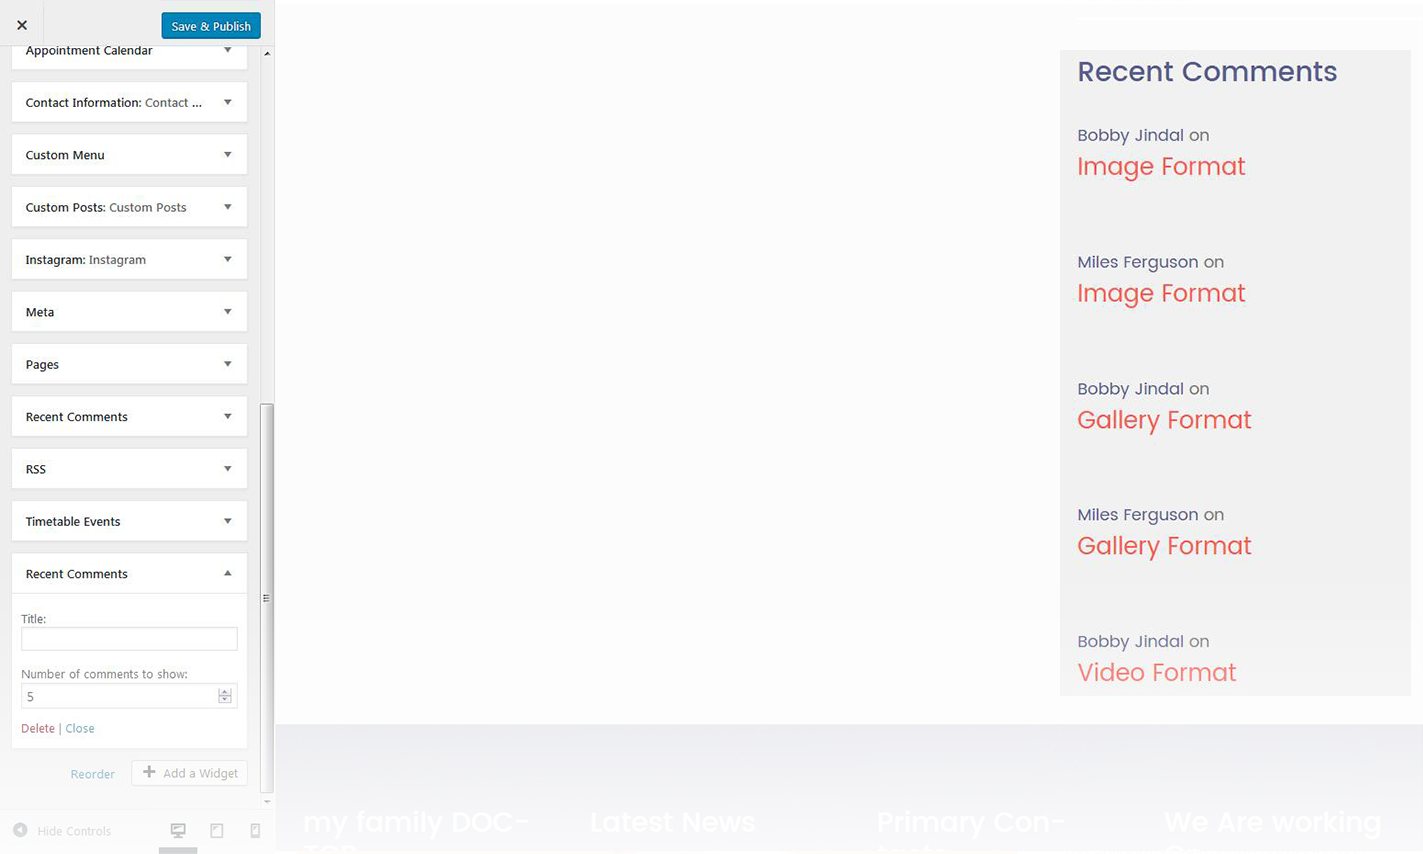 Save & Publish
Appointment Calendar
Contact Information: Contact ...
Custom Menu
Custom Posts: Custom Posts
Instagram: Instagram
Meta
Pages
Recent Comments
RSS
Timetable Events
Recent Comments
Title:
Number of comments to show:
5
Delete | Close
Reorder
Add a Widget
Hide Controls
Recent Comments
Bobby Jindal on
Image Format
Miles Ferguson on
Image Format
Bobby Jindal on
Gallery Format
Miles Ferguson on
Gallery Format
Bobby Jindal on
Video Format
my family DOC-
TOR
Latest News
Primary Con-
tacts
We Are working